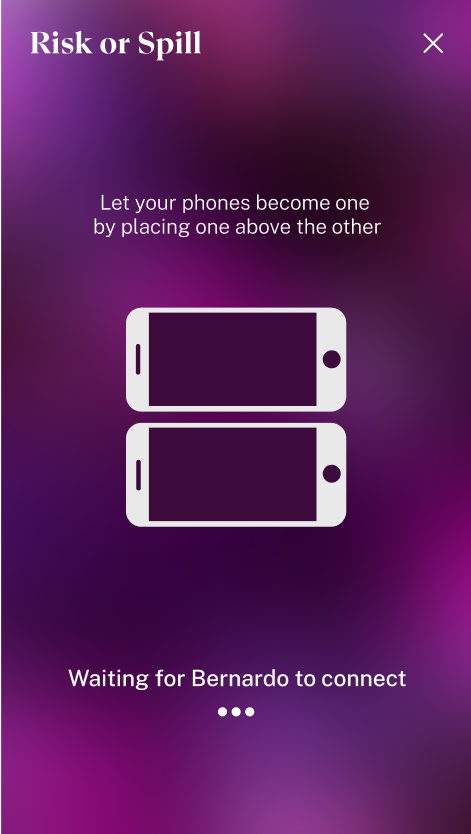 Risk or Spill
Let your phones become one
by placing one above the other
Waiting for Bernardo to connect